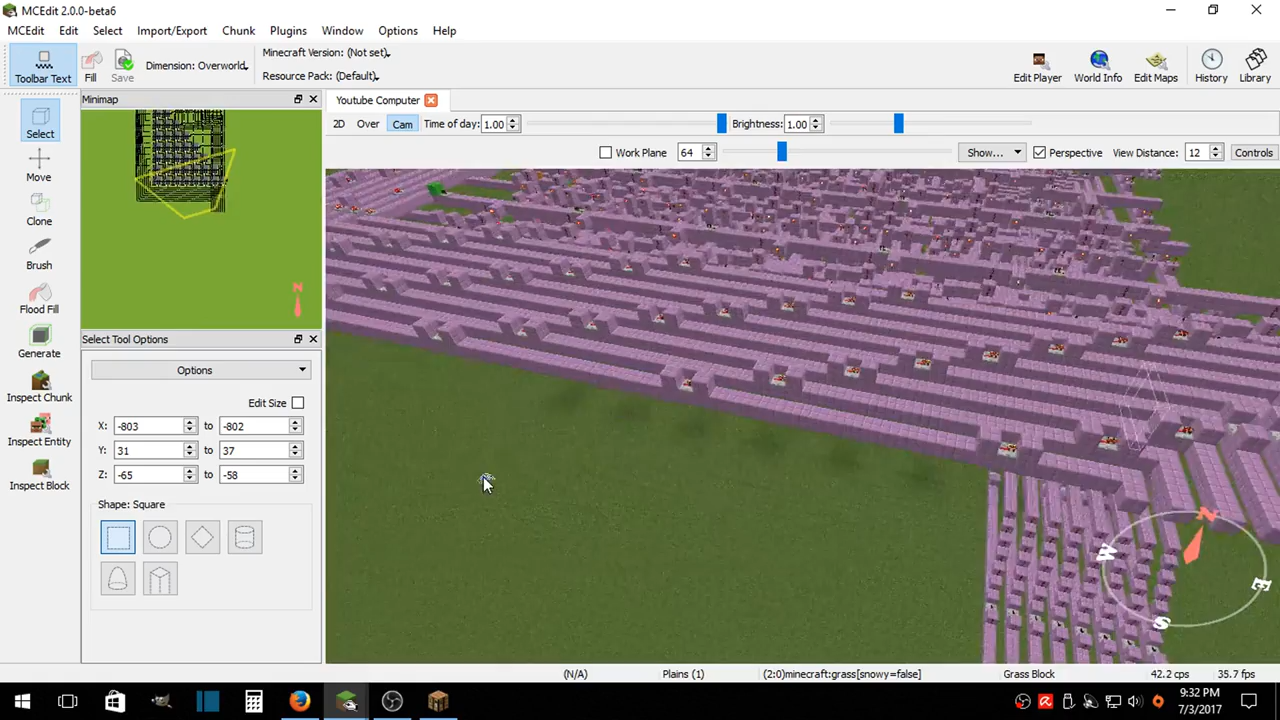 MCEdit 2.0.0-beta6
MCEdit Edit Select Import/Export Chunk Plugins Window Options Help
Toolbar Text Fill Save Dimension: Overworld Minecraft Version: (Not set) Resource Pack: (Default) Edit Player World Info Edit Maps History Library
Minimap
Youtube Computer
2D Over Cam Time of day: 1.00 Brightness: 1.00
Work Plane 64 Show... Perspective View Distance: 12 Controls
Select
Move
Clone
Brush
Flood Fill
Generate
Inspect Chunk
Inspect Entity
Inspect Block
N
Select Tool Options
Options
Edit Size
X: -803 to -802
Y: 31 to 37
Z: -65 to -58
Shape: Square
N
W
E
S
(N/A) Plains (1) (2:0)minecraft:grass[snowy=false] Grass Block 42.2 cps 35.7 fps
9:32 PM
7/3/2017